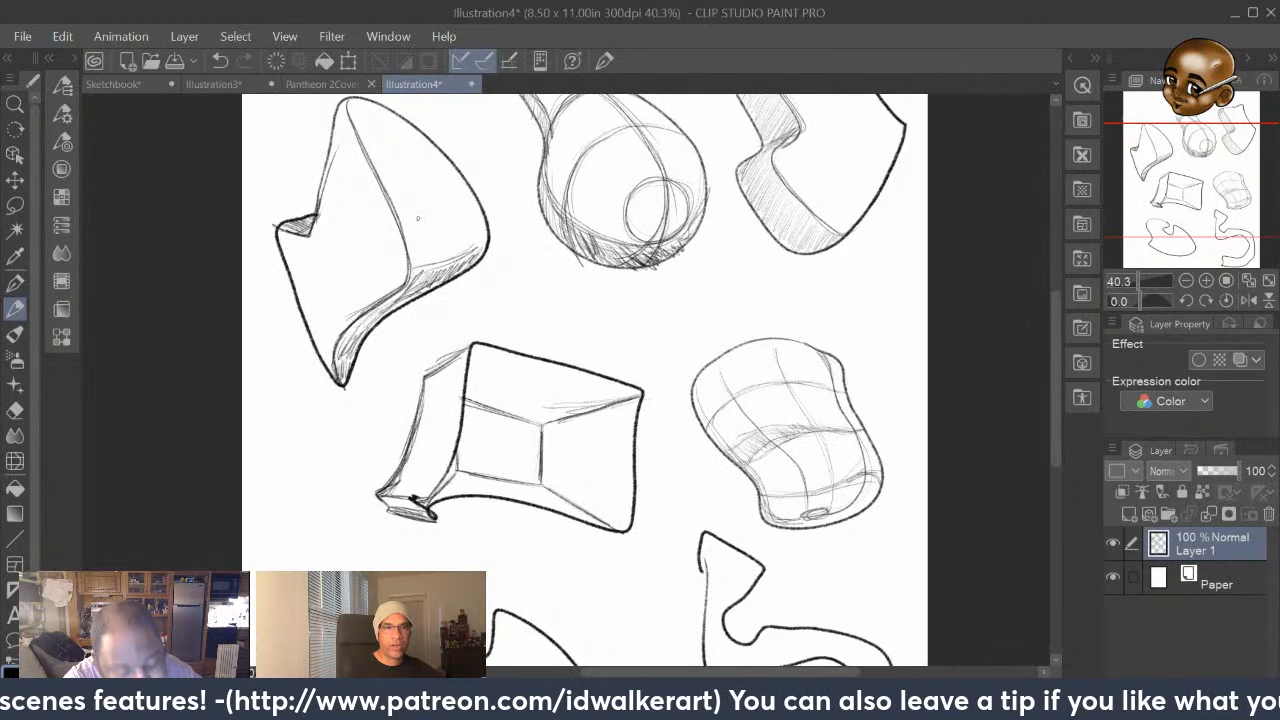 Illustration4* (8.50 x 11.00in 300dpi 40.3%) - CLIP STUDIO PAINT PRO
File Edit Animation Layer Select View Filter Window Help
Sketchbook* Illustration3* Pantheon 2Cover Illustration4*
40.3
0.0
Layer Property
Effect
Expression color
Color
Layer
Norm 100
100 % Normal
Layer 1
Paper
scenes features! -(http://www.patreon.com/idwalkerart) You can also leave a tip if you like what yo